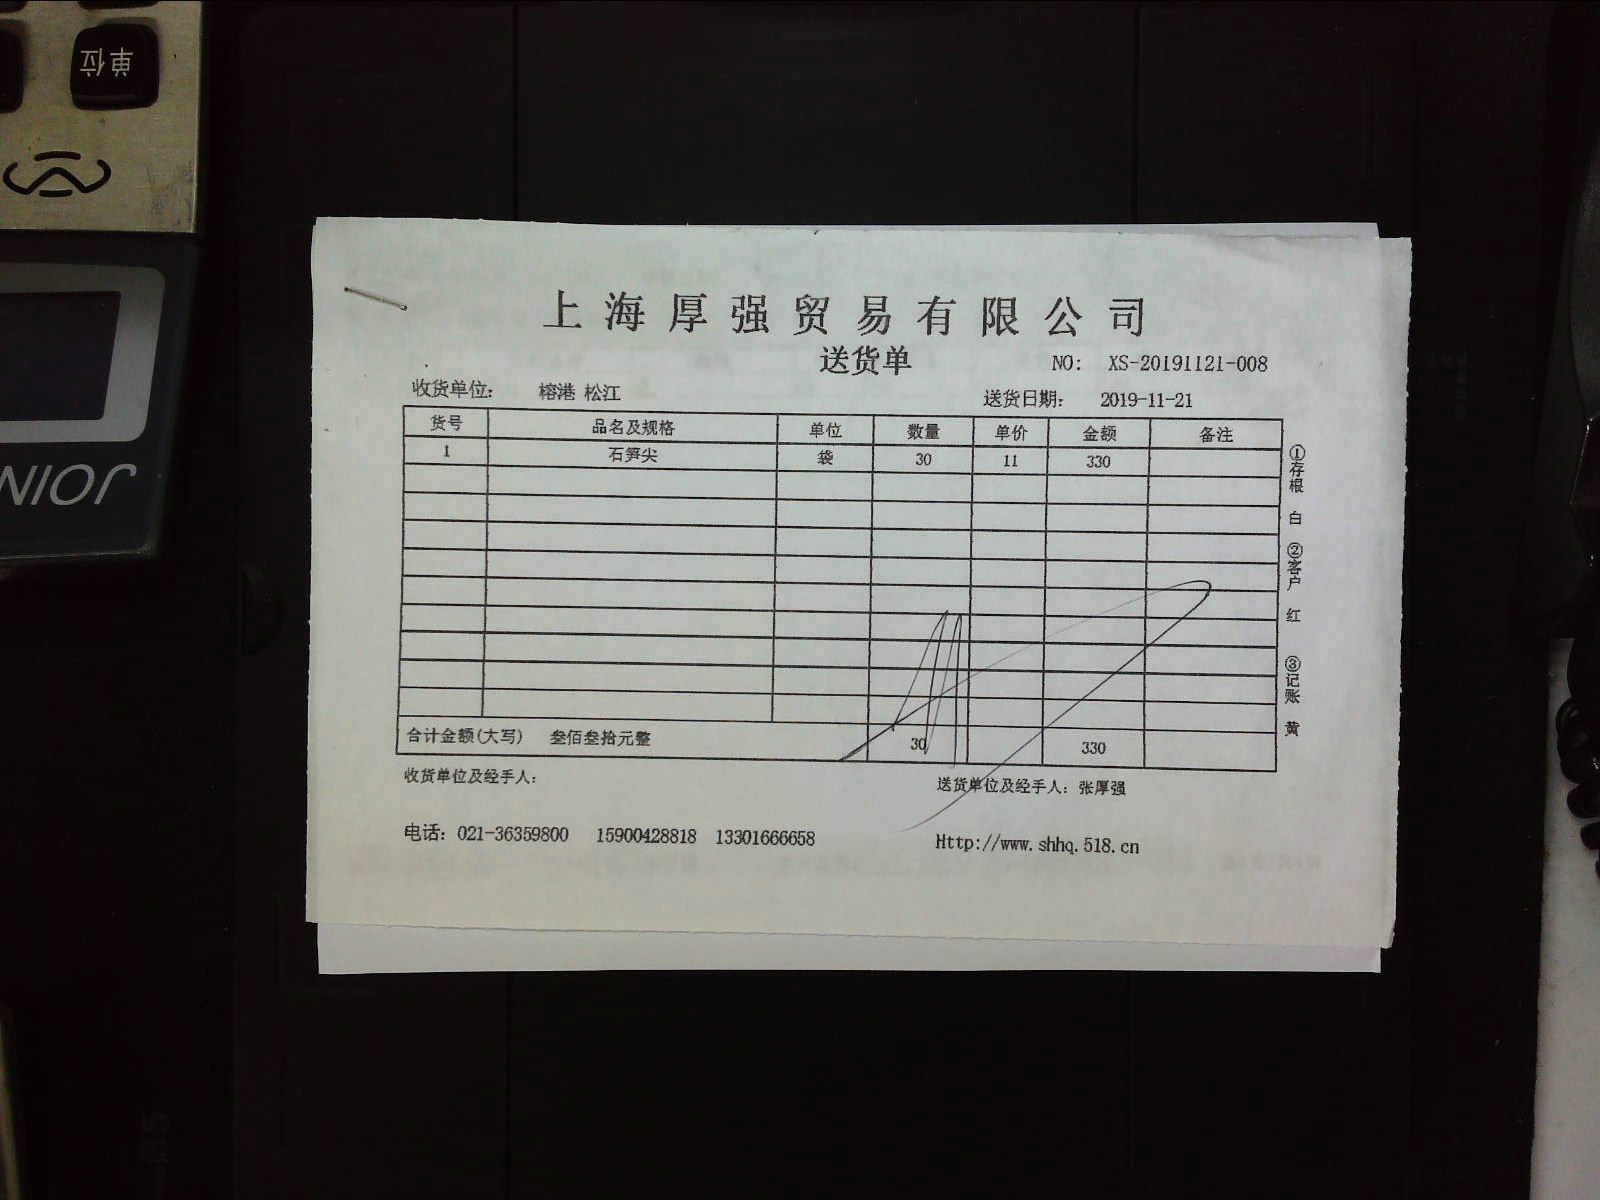 单位
JOIN
上海厚强贸易有限公司
送货单 NO: XS-20191121-008
收货单位: 榕港 松江 送货日期: 2019-11-21
货号 品名及规格 单位 数量 单价 金额 备注
1 石笋尖 袋 30 11 330
合计金额(大写) 叁佰叁拾元整 30 330
收货单位及经手人: 送货单位及经手人: 张厚强
电话: 021-36359800 15900428818 13301666658 Http://www.shhq.518.cn
①存根 白 ②客户 红 ③记账 黄